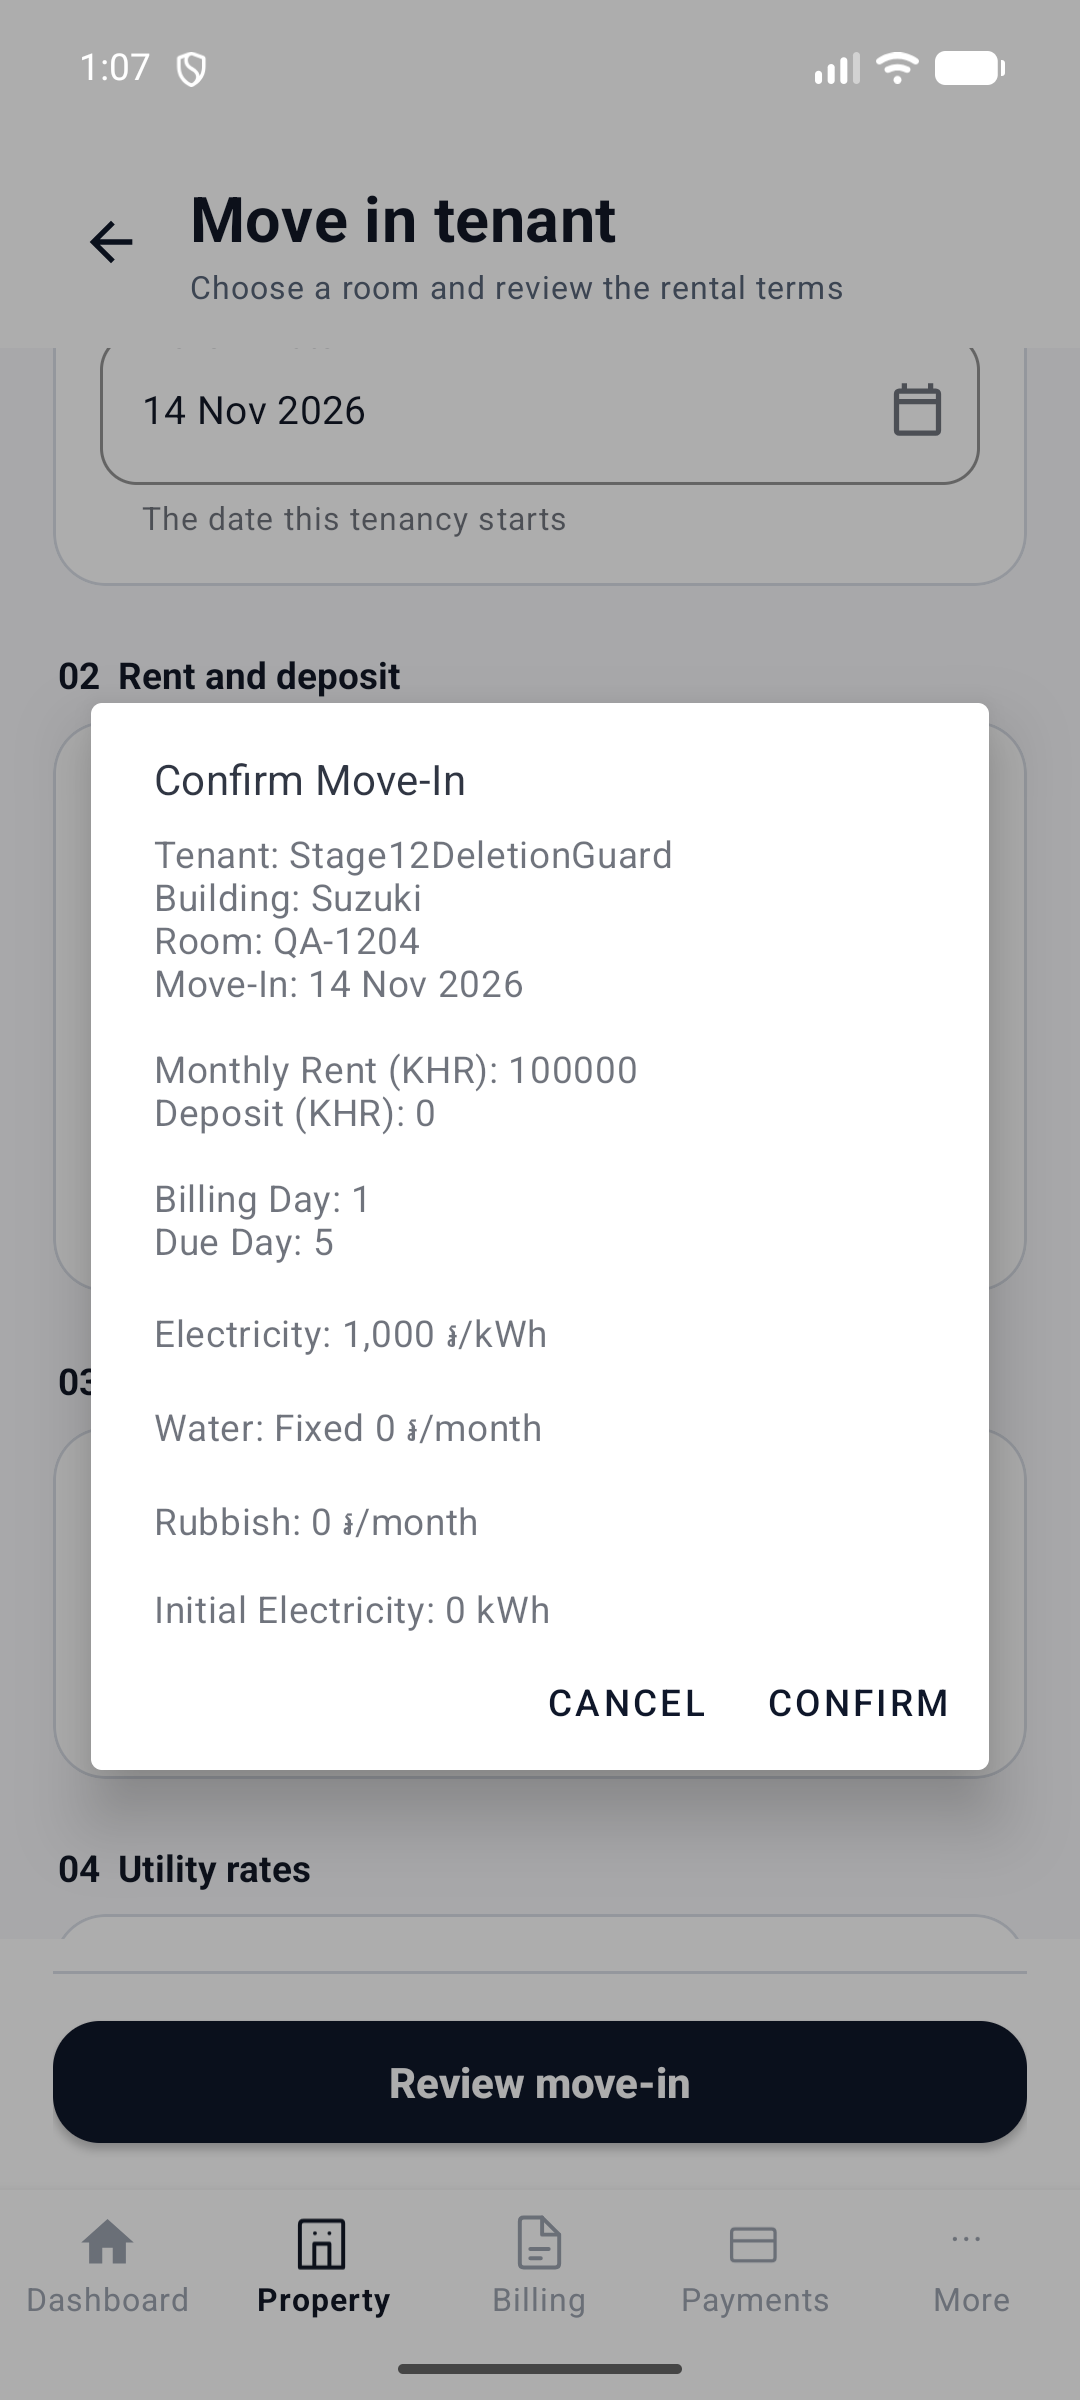 1:07
Move in tenant
Choose a room and review the rental terms
14 Nov 2026
The date this tenancy starts
02 Rent and deposit
Confirm Move-In
Tenant: Stage12DeletionGuard
Building: Suzuki
Room: QA-1204
Move-In: 14 Nov 2026
Monthly Rent (KHR): 100000
Deposit (KHR): 0
Billing Day: 1
Due Day: 5
Electricity: 1,000 ៛/kWh
03
Water: Fixed 0 ៛/month
Rubbish: 0 ៛/month
Initial Electricity: 0 kWh
CANCEL CONFIRM
04 Utility rates
Review move-in
Dashboard Property Billing Payments More